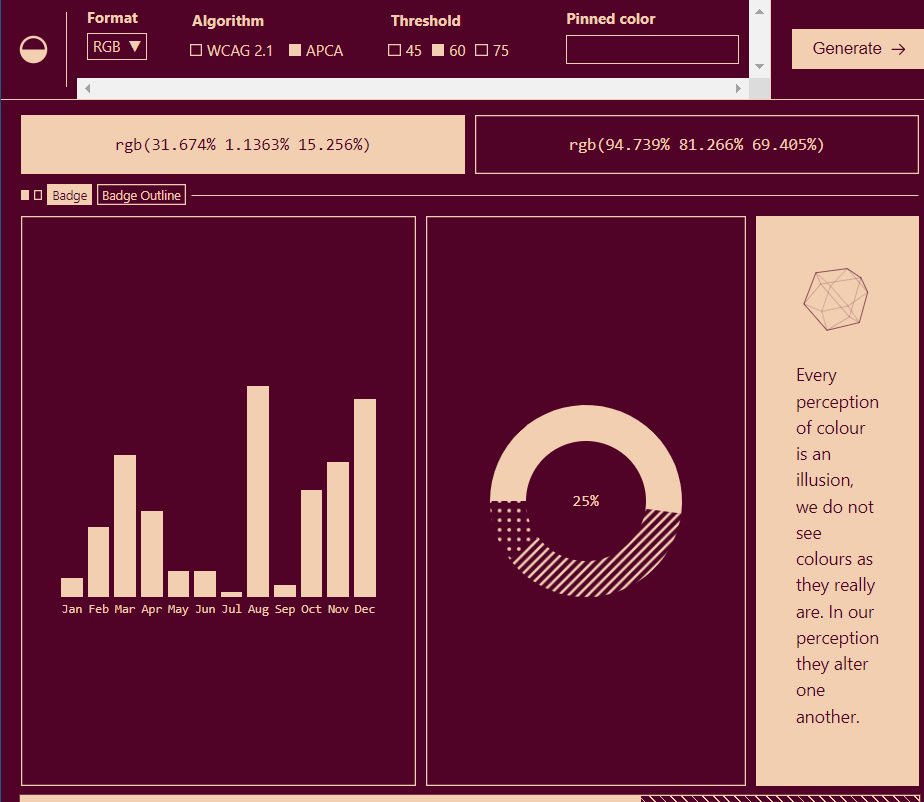 Format
Algorithm
Threshold
Pinned color
RGB ▼
WCAG 2.1
APCA
45
60
75
Generate →
rgb(31.674% 1.1363% 15.256%)
rgb(94.739% 81.266% 69.405%)
Badge
Badge Outline
Jan Feb Mar Apr May Jun Jul Aug Sep Oct Nov Dec
25%
Every
perception
of colour
is an
illusion,
we do not
see
colours as
they really
are. In our
perception
they alter
one
another.